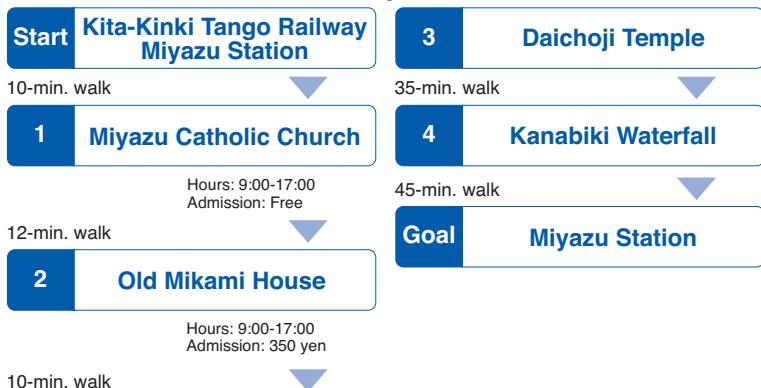 Start
Kita-Kinki Tango Railway
Miyazu Station
10-min. walk
1
Miyazu Catholic Church
Hours: 9:00-17:00
Admission: Free
12-min. walk
2
Old Mikami House
Hours: 9:00-17:00
Admission: 350 yen
10-min. walk
3
Daichoji Temple
35-min. walk
4
Kanabiki Waterfall
45-min. walk
Goal
Miyazu Station